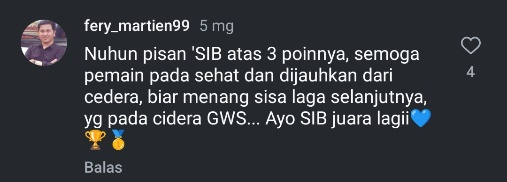 fery_martien99 5 mg
Nuhun pisan 'SIB atas 3 poinnya, semoga
pemain pada sehat dan dijauhkan dari
cedera, biar menang sisa laga selanjutnya,
yg pada cidera GWS... Ayo SIB juara lagii💙
🏆🥇
4
Balas